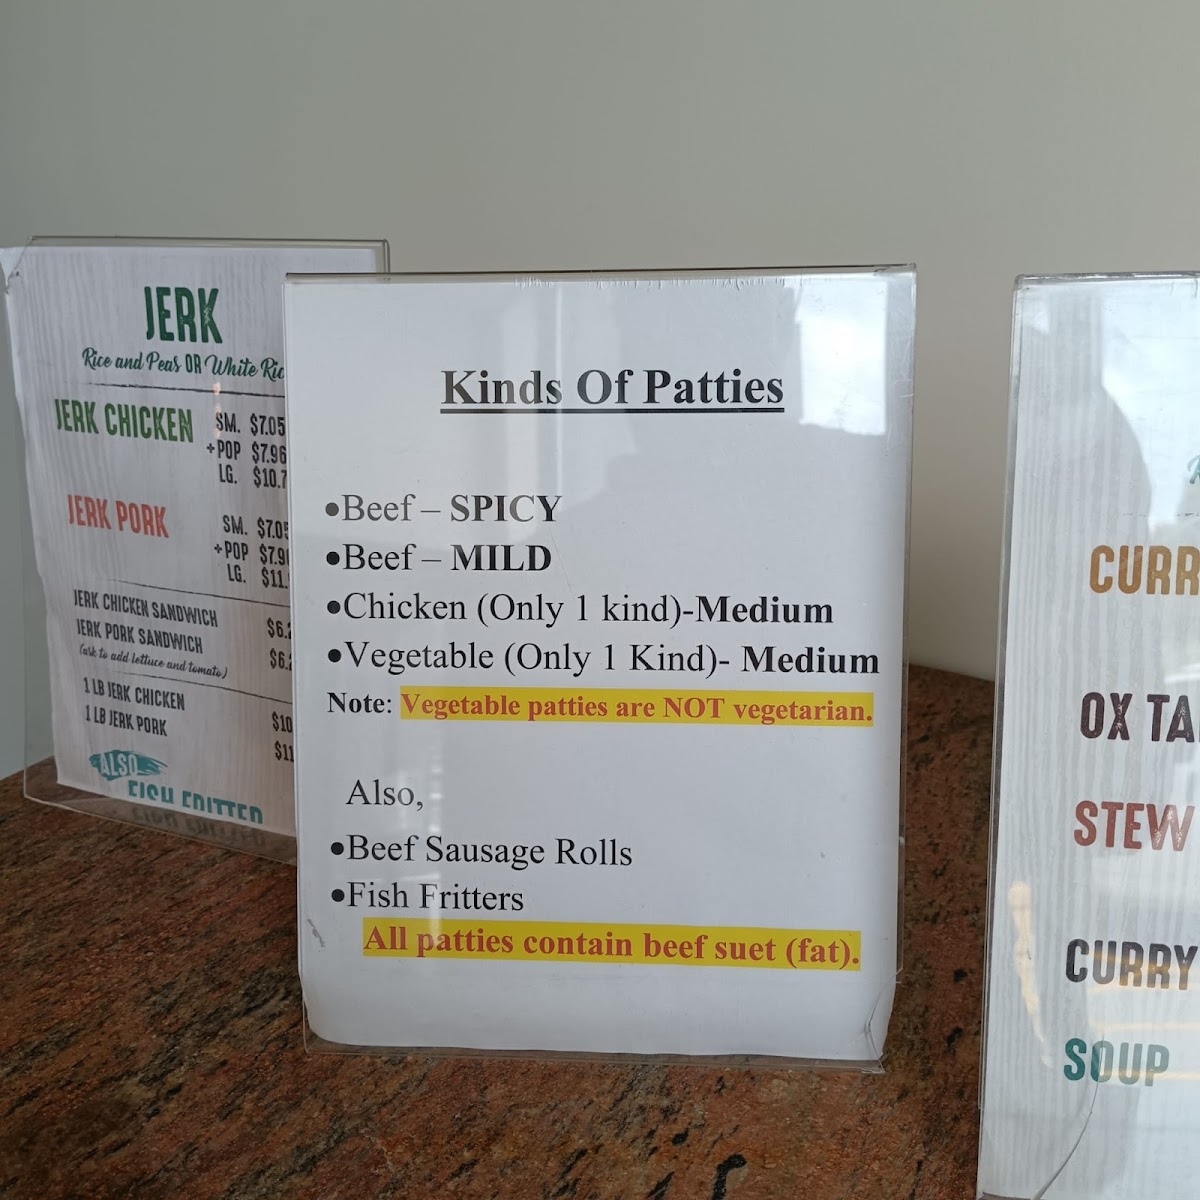 JERK
Rice and Peas OR White
JERK CHICKEN SM. $7.05
+POP $7.96
LG.
JERK PORK SM. $7.05
+POP
LG.
JERK CHICKEN SANDWICH
JERK PORK SANDWICH
(ask to add lettuce and tomato)
1 LB JERK CHICKEN
1 LB JERK PORK
ALSO
FISH FRITTER
Kinds Of Patties
•Beef – SPICY
•Beef – MILD
•Chicken (Only 1 kind)-Medium
•Vegetable (Only 1 Kind)- Medium
Note: Vegetable patties are NOT vegetarian.
Also,
•Beef Sausage Rolls
•Fish Fritters
All patties contain beef suet (fat).
OX
STEW
CURRY
SOUP